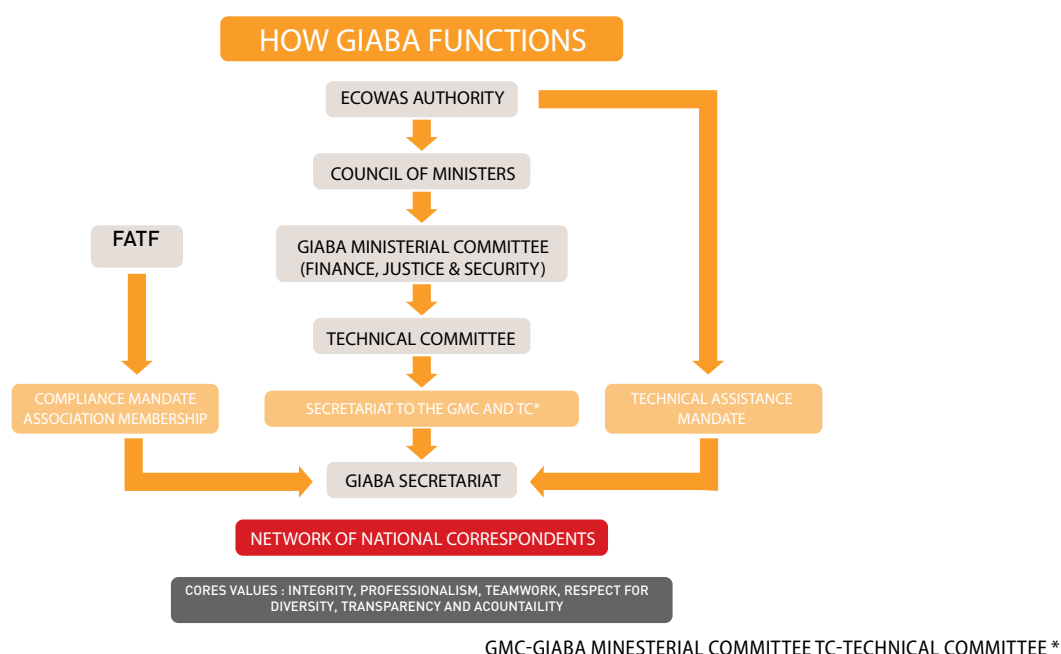 HOW GIABA FUNCTIONS
ECOWAS AUTHORITY
COUNCIL OF MINISTERS
FATF
GIABA MINISTERIAL COMMITTEE
(FINANCE, JUSTICE & SECURITY)
TECHNICAL COMMITTEE
COMPLIANCE MANDATE
ASSOCIATION MEMBERSHIP
SECRETARIAT TO THE GMC AND TC*
TECHNICAL ASSISTANCE
MANDATE
GIABA SECRETARIAT
NETWORK OF NATIONAL CORRESPONDENTS
CORES VALUES : INTEGRITY, PROFESSIONALISM, TEAMWORK, RESPECT FOR
DIVERSITY, TRANSPARENCY AND ACOUNTAILITY
GMC-GIABA MINESTERIAL COMMITTEE TC-TECHNICAL COMMITTEE *